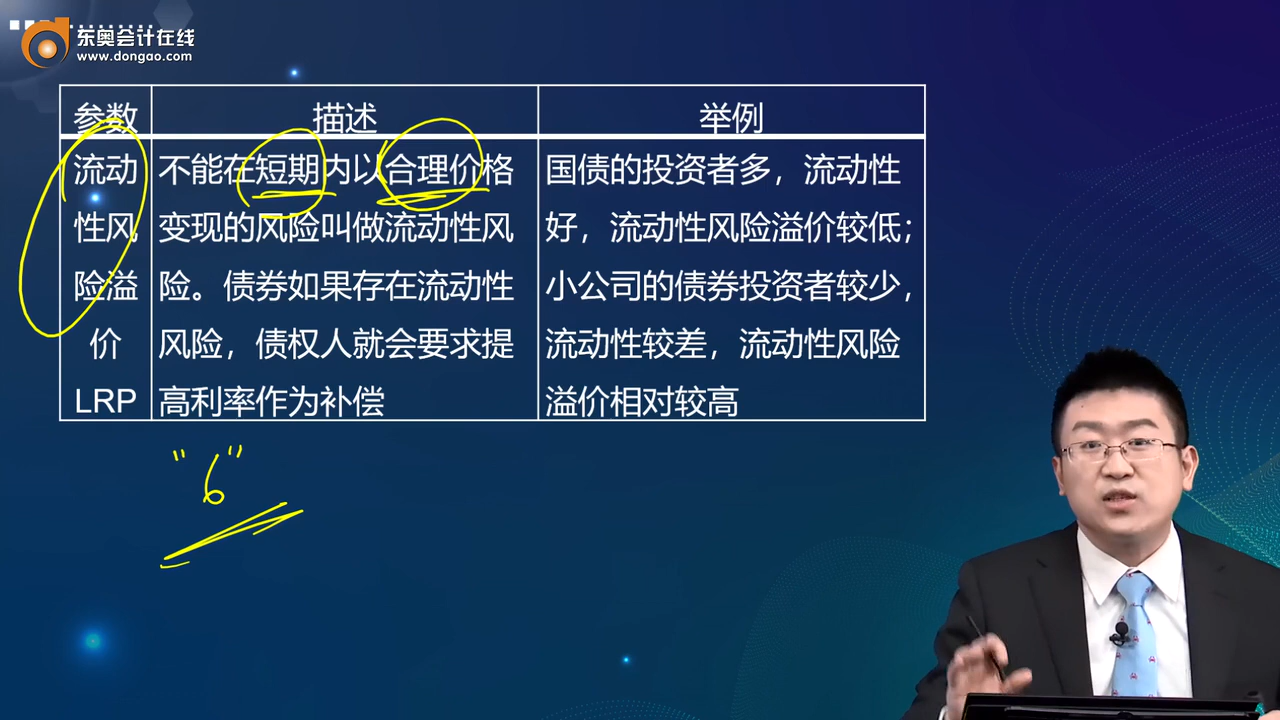 东奥会计在线
www.dongao.com
参数 描述 举例
流动 不能在短期内以合理价格 国债的投资者多，流动性
性风 变现的风险叫做流动性风 好，流动性风险溢价较低；
险溢 险。债券如果存在流动性 小公司的债券投资者较少，
价 风险，债权人就会要求提 流动性较差，流动性风险
LRP 高利率作为补偿 溢价相对较高
"6"